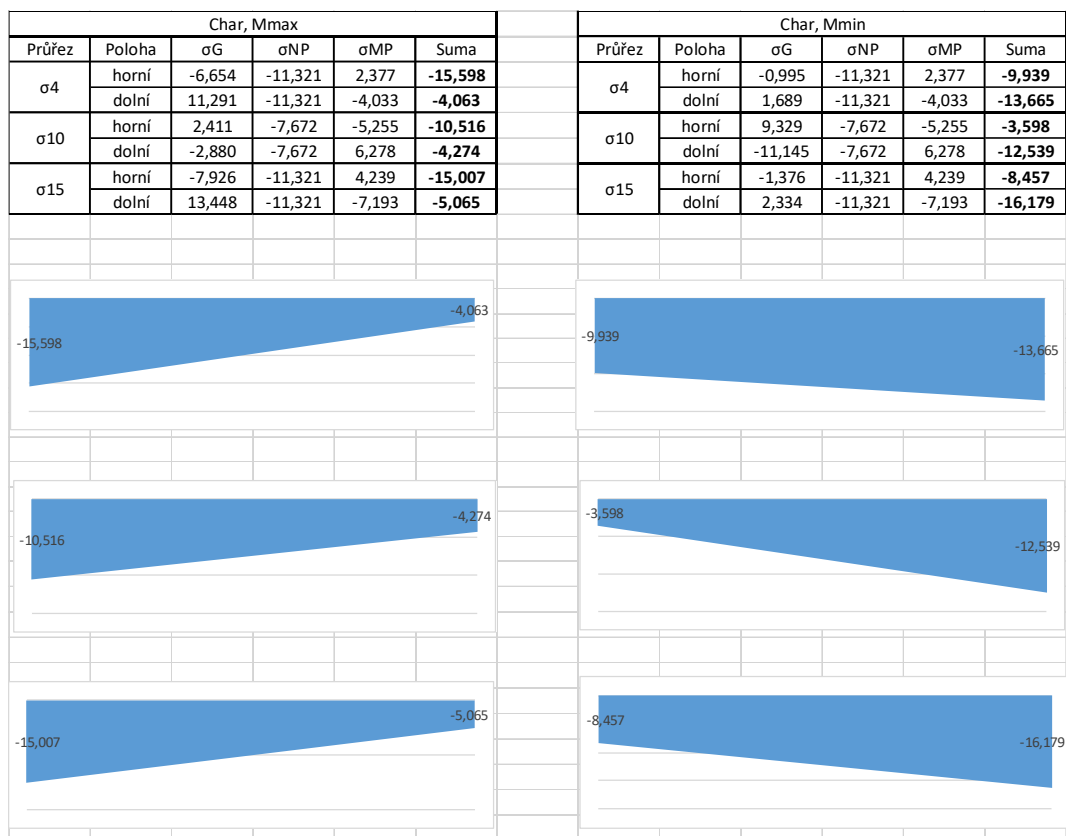 Char, Mmax
Průřez Poloha σG σNP σMP Suma
σ4 horní -6,654 -11,321 2,377 -15,598
dolní 11,291 -11,321 -4,033 -4,063
σ10 horní 2,411 -7,672 -5,255 -10,516
dolní -2,880 -7,672 6,278 -4,274
σ15 horní -7,926 -11,321 4,239 -15,007
dolní 13,448 -11,321 -7,193 -5,065
Char, Mmin
Průřez Poloha σG σNP σMP Suma
σ4 horní -0,995 -11,321 2,377 -9,939
dolní 1,689 -11,321 -4,033 -13,665
σ10 horní 9,329 -7,672 -5,255 -3,598
dolní -11,145 -7,672 6,278 -12,539
σ15 horní -1,376 -11,321 4,239 -8,457
dolní 2,334 -11,321 -7,193 -16,179
-15,598
-4,063
-9,939
-13,665
-10,516
-4,274
-3,598
-12,539
-15,007
-5,065
-8,457
-16,179